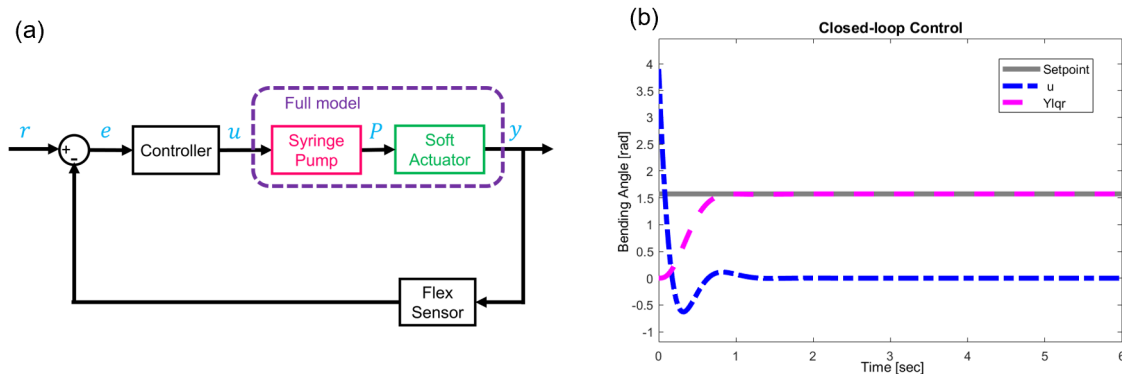 (a)
Full model
r
e
u
P
y
+
-
Controller
Syringe
Pump
Soft
Actuator
Flex
Sensor
(b)
Closed-loop Control
Setpoint
u
Ylqr
Bending Angle [rad]
4
3.5
3
2.5
2
1.5
1
0.5
0
-0.5
-1
0
1
2
3
4
5
6
Time [sec]